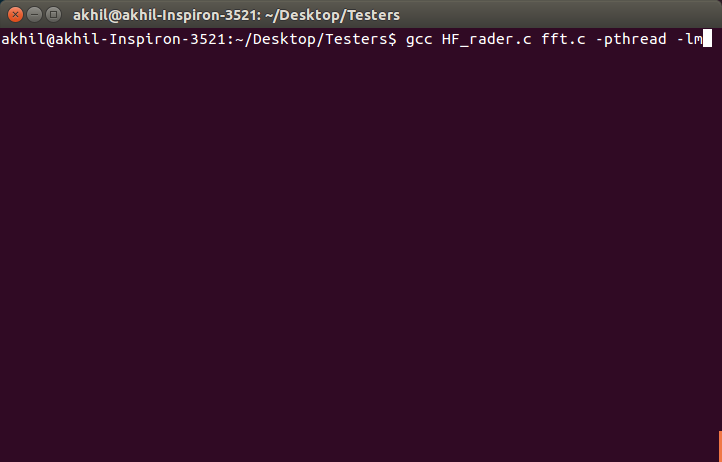 akhil@akhil-Inspiron-3521: ~/Desktop/Testers
akhil@akhil-Inspiron-3521:~/Desktop/Testers$ gcc HF_rader.c fft.c -pthread -lm